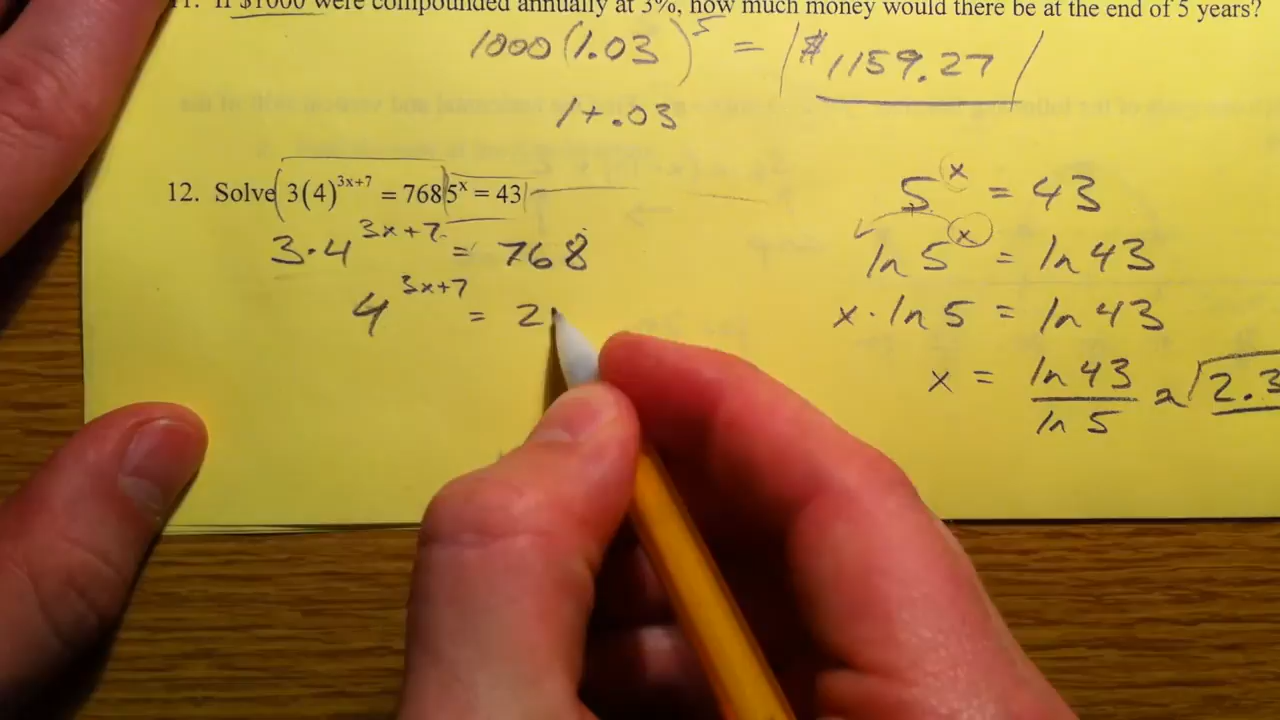 11. If $1000 were compounded annually at 3%, how much money would there be at the end of 5 years?
1000(1.03)^5 = $1159.27
1+.03
12. Solve 3(4)^3x+7 = 768 5^x = 43
3·4^3x+7 = 768
4^3x+7 = 2
5^x = 43
ln 5^x = ln 43
x·ln 5 = ln 43
x = ln 43 / ln 5 ≈ 2.3